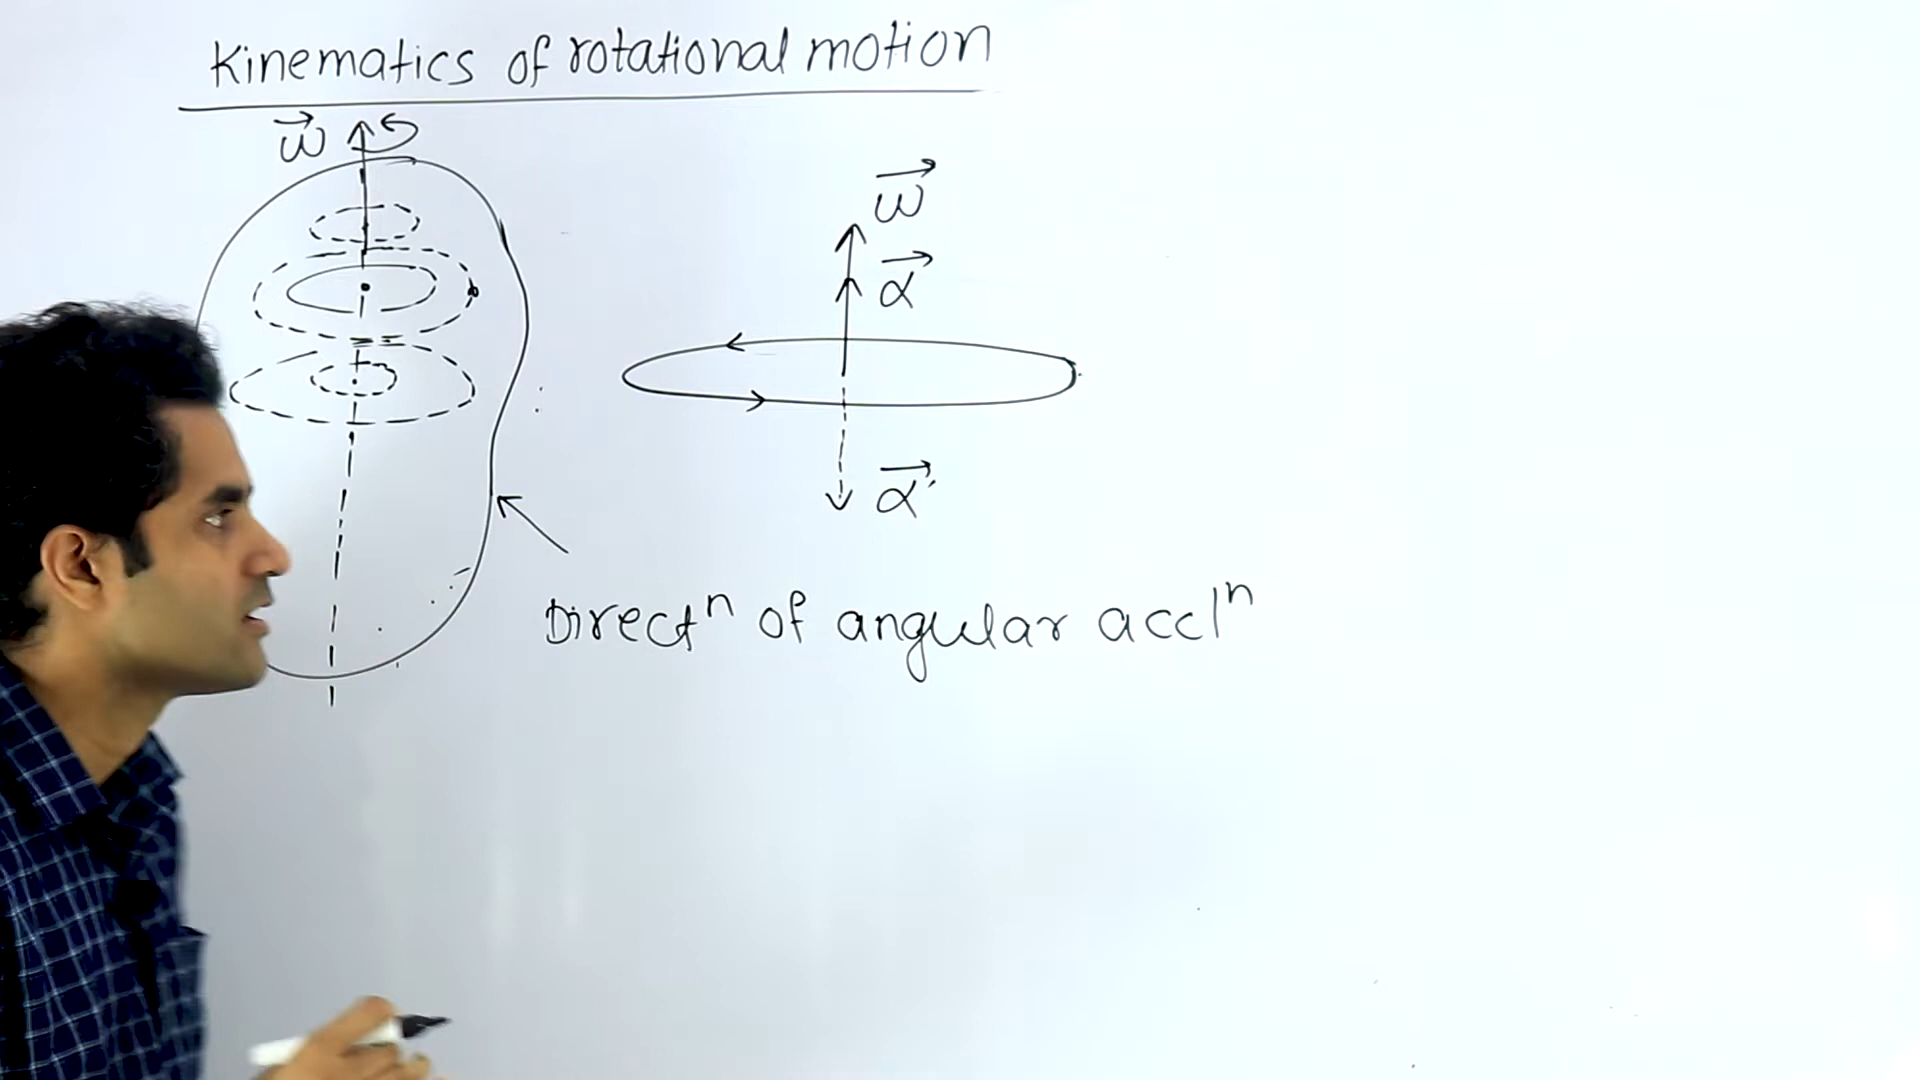 Kinematics of rotational motion
ω⃗
ω⃗
α⃗
α⃗
Directⁿ of angular acclⁿ